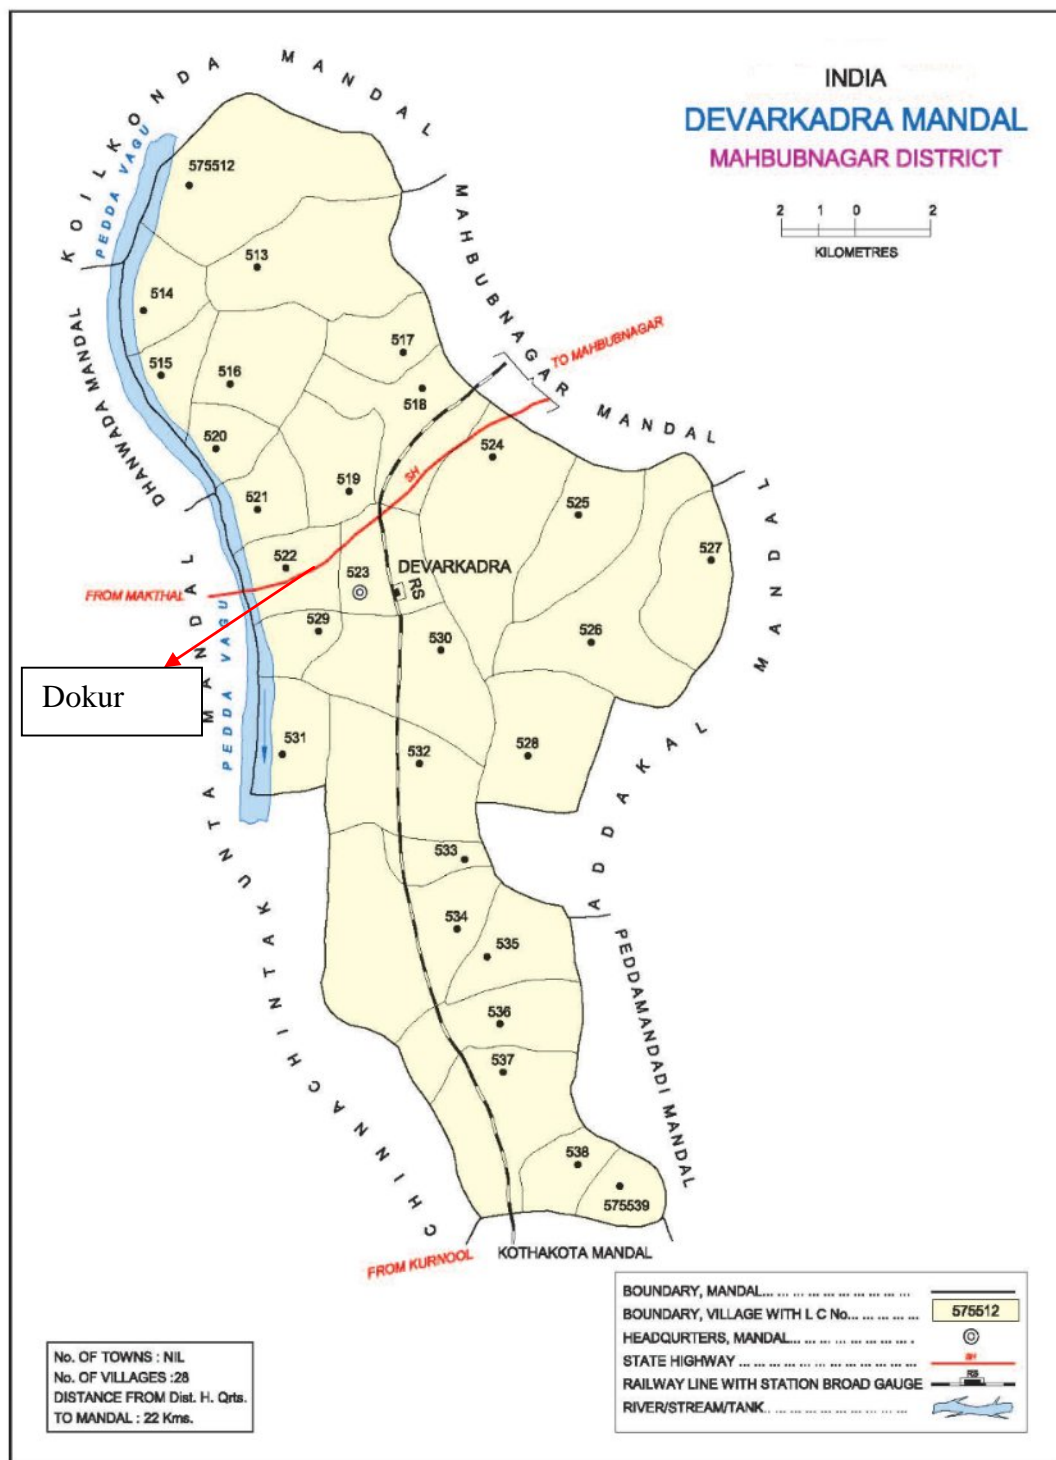 INDIA
DEVARKADRA MANDAL
MAHBUBNAGAR DISTRICT
2 1 0 2
KILOMETRES
KOILKONDA MANDAL
PEDDA VAGU
MAHBUBNAGAR MANDAL
TO MAHBUBNAGAR
DHANWADA MANDAL
575512
513
514
517
515
516
518
520
524
SH
519
521
525
527
522
523
DEVARKADRA
RS
FROM MAKTHAL
529
530
526
PEDDA VAGU
Dokur
531
532
528
ADDAKAL MANDAL
533
534
535
536
537
538
575539
CHINNACHINTAKUNTA MANDAL
PEDDAMANDADI MANDAL
FROM KURNOOL
KOTHAKOTA MANDAL
BOUNDARY, MANDAL... ... ... ... ... ... ... ... ... ...
BOUNDARY, VILLAGE WITH L C No... ... ... ... ... 575512
HEADQURTERS, MANDAL... ... ... ... ... ... ... ... .
STATE HIGHWAY ... ... ... ... ... ... ... ... ... ... ... ... SH
RAILWAY LINE WITH STATION BROAD GAUGE RS
RIVER/STREAM/TANK.. ... ... ... ... ... ... ... ... ...
No. OF TOWNS : NIL
No. OF VILLAGES :28
DISTANCE FROM Dist. H. Qrts.
TO MANDAL : 22 Kms.